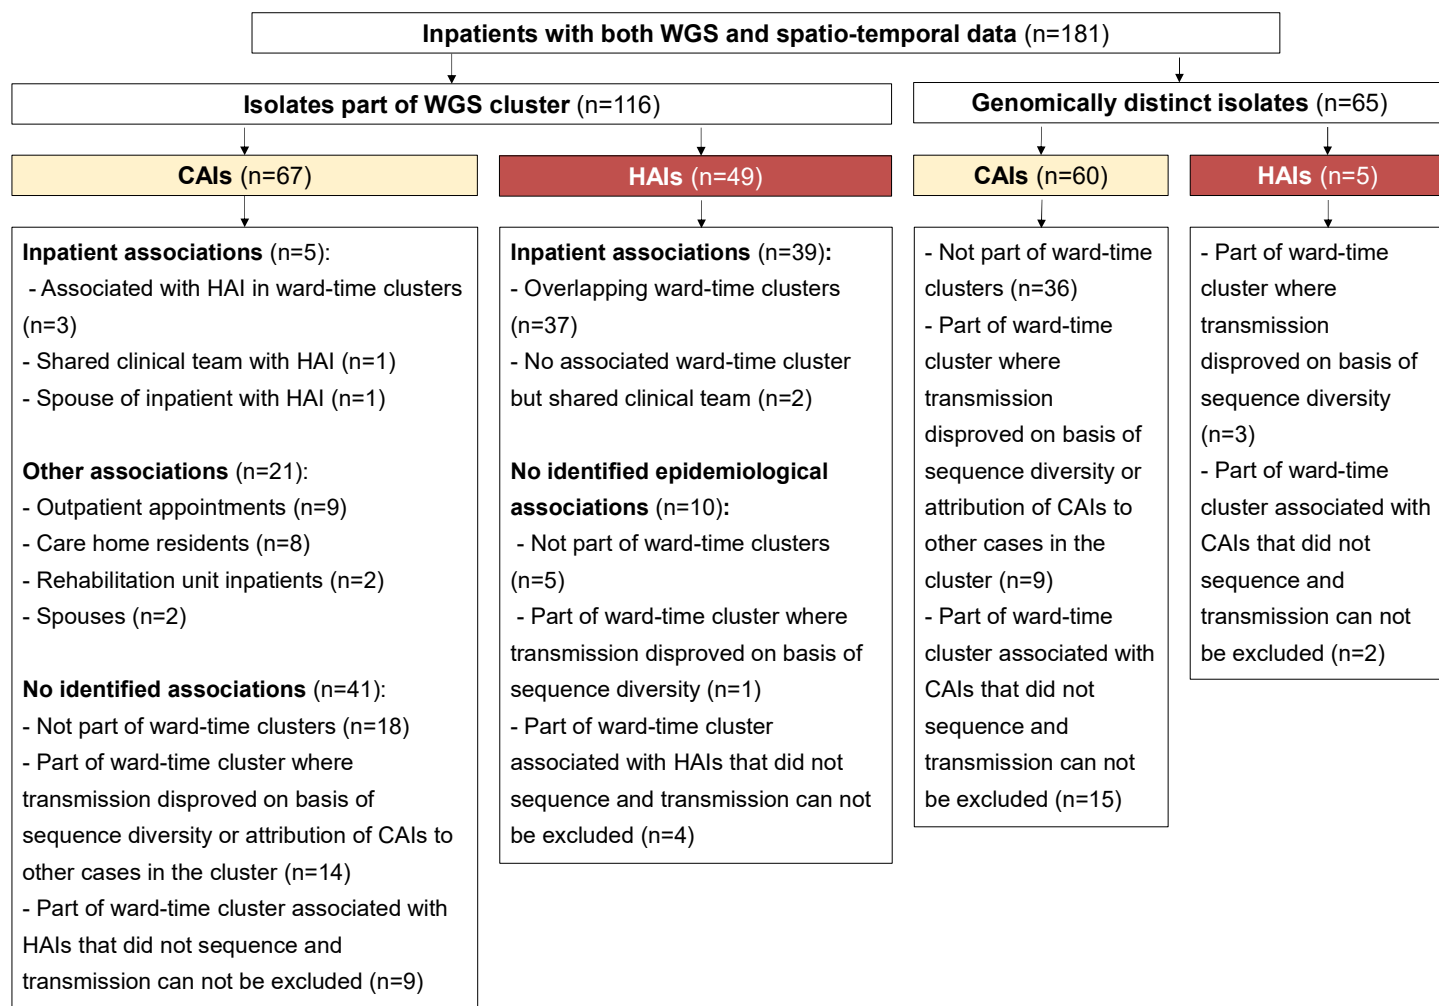 Inpatients with both WGS and spatio-temporal data (n=181)
Isolates part of WGS cluster (n=116)
Genomically distinct isolates (n=65)
CAIs (n=67)
HAIs (n=49)
CAIs (n=60)
HAIs (n=5)
Inpatient associations (n=5):
- Associated with HAI in ward-time clusters
(n=3)
- Shared clinical team with HAI (n=1)
- Spouse of inpatient with HAI (n=1)
Other associations (n=21):
- Outpatient appointments (n=9)
- Care home residents (n=8)
- Rehabilitation unit inpatients (n=2)
- Spouses (n=2)
No identified associations (n=41):
- Not part of ward-time clusters (n=18)
- Part of ward-time cluster where
transmission disproved on basis of
sequence diversity or attribution of CAIs to
other cases in the cluster (n=14)
- Part of ward-time cluster associated with
HAIs that did not sequence and
transmission can not be excluded (n=9)
Inpatient associations (n=39):
- Overlapping ward-time clusters
(n=37)
- No associated ward-time cluster
but shared clinical team (n=2)
No identified epidemiological
associations (n=10):
- Not part of ward-time clusters
(n=5)
- Part of ward-time cluster where
transmission disproved on basis of
sequence diversity (n=1)
- Part of ward-time cluster
associated with HAIs that did not
sequence and transmission can not
be excluded (n=4)
- Not part of ward-time
clusters (n=36)
- Part of ward-time
cluster where
transmission
disproved on basis of
sequence diversity or
attribution of CAIs to
other cases in the
cluster (n=9)
- Part of ward-time
cluster associated with
CAIs that did not
sequence and
transmission can not
be excluded (n=15)
- Part of ward-time
cluster where
transmission
disproved on basis of
sequence diversity
(n=3)
- Part of ward-time
cluster associated with
CAIs that did not
sequence and
transmission can not
be excluded (n=2)